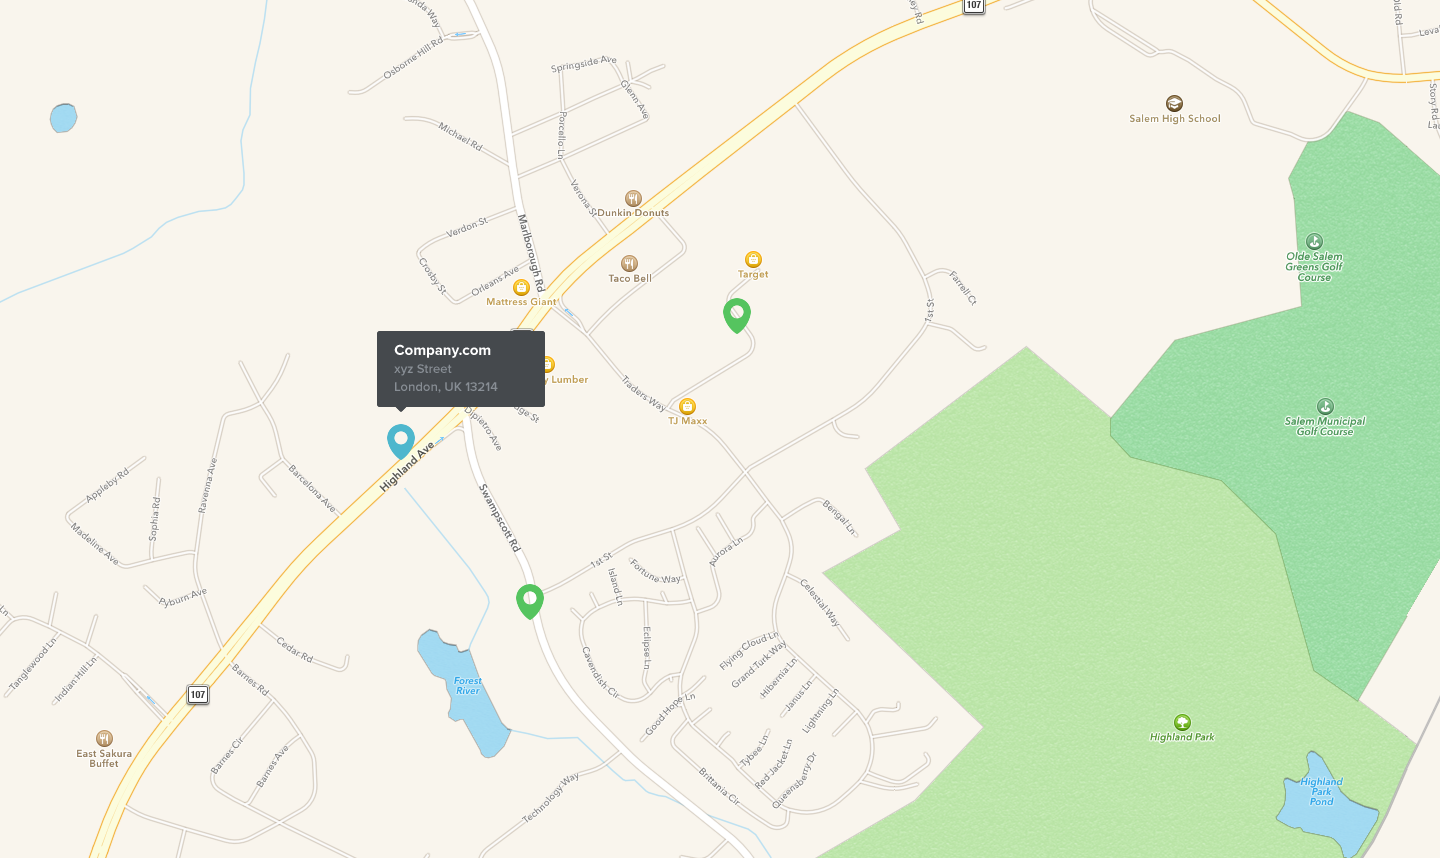 107
Osborne Hill Rd
Springside Ave
Glenn Ave
Michael Rd
Porcello Ln
Salem High School
Story Rd
Verona S
Dunkin Donuts
Verdon St
Marlborough Rd
Crosby St
Orleans Ave
Taco Bell
Target
Mattress Giant
Farrell Ct
1st St
Olde Salem
Greens Golf
Course
Company.com
xyz Street
London, UK 13214
y Lumber
Traders Way
TJ Maxx
Dipietro Ave
Salem Municipal
Golf Course
Highland Ave
Appleby Rd
Ravenna Ave
Barcelona Ave
Sophia Rd
Madeline Ave
Swampscott Rd
Bengal Ln
Aurora Ln
1st St
Fortune Way
Island Ln
Pyburn Ave
Celestial Way
Ln
Tanglewood Ln
Indian Hill Ln
Cedar Rd
Eclipse Ln
Cavendish Cir
Flying Cloud Ln
Grand Turk Way
Hibernia Ln
Janus Ln
Lightning Ln
Forest
River
Barnes Rd
107
Good Hope Ln
East Sakura
Buffet
Barnes Cir
Barnes Ave
Tybee Ln
Red Jacket Ln
Queensberry Dr
Brittania Cir
Technology Way
Highland Park
Highland
Park
Pond